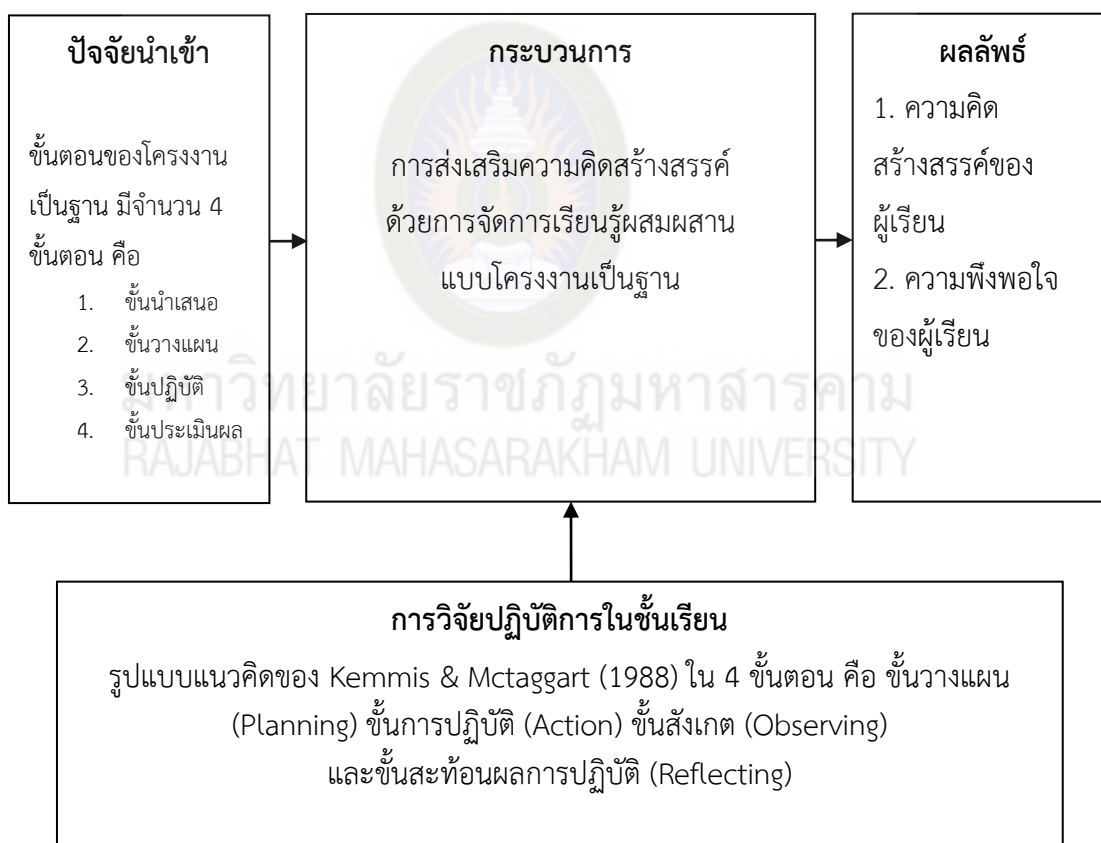 ปัจจัยนำเข้า
ขั้นตอนของโครงงาน
เป็นฐาน มีจำนวน 4
ขั้นตอน คือ
1. ขั้นนำเสนอ
2. ขั้นวางแผน
3. ขั้นปฏิบัติ
4. ขั้นประเมินผล
กระบวนการ
การส่งเสริมความคิดสร้างสรรค์
ด้วยการจัดการเรียนรู้ผสมผสาน
แบบโครงงานเป็นฐาน
ผลลัพธ์
1. ความคิด
สร้างสรรค์ของ
ผู้เรียน
2. ความพึงพอใจ
ของผู้เรียน
มหาวิทยาลัยราชภัฏมหาสารคาม
RAJABHAT MAHASARAKHAM UNIVERSITY
การวิจัยปฏิบัติการในชั้นเรียน
รูปแบบแนวคิดของ Kemmis & Mctaggart (1988) ใน 4 ขั้นตอน คือ ขั้นวางแผน
(Planning) ขั้นการปฏิบัติ (Action) ขั้นสังเกต (Observing)
และขั้นสะท้อนผลการปฏิบัติ (Reflecting)